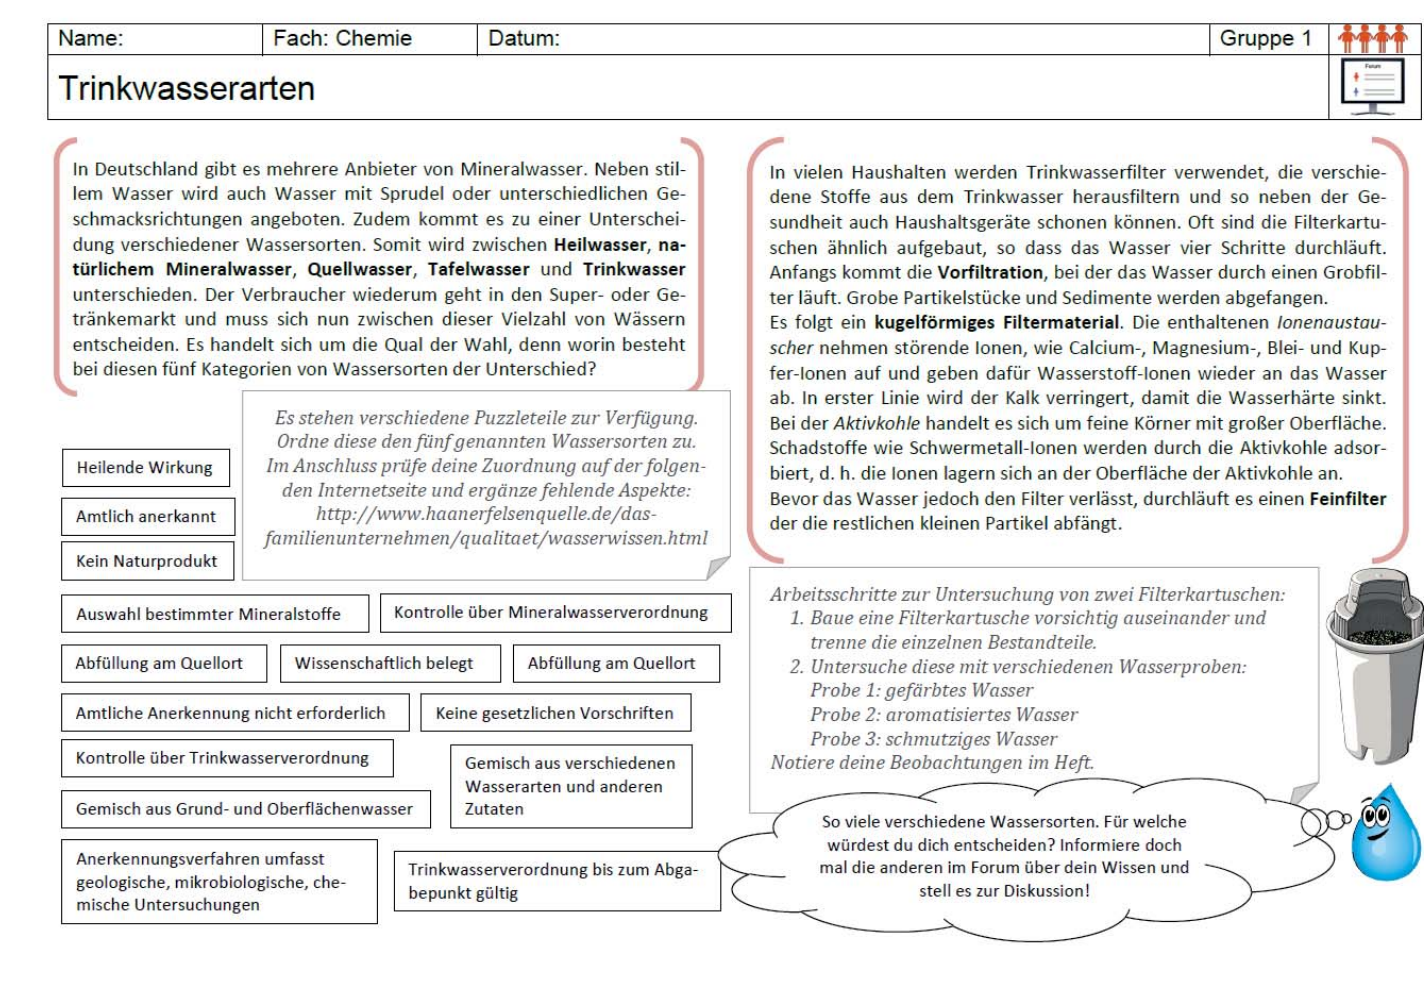 Name:
Fach: Chemie
Datum:
Gruppe 1
Forum
Trinkwasserarten
In Deutschland gibt es mehrere Anbieter von Mineralwasser. Neben stil-
lem Wasser wird auch Wasser mit Sprudel oder unterschiedlichen Ge-
schmacksrichtungen angeboten. Zudem kommt es zu einer Unterschei-
dung verschiedener Wassersorten. Somit wird zwischen Heilwasser, na-
türlichem Mineralwasser, Quellwasser, Tafelwasser und Trinkwasser
unterschieden. Der Verbraucher wiederum geht in den Super- oder Ge-
tränkemarkt und muss sich nun zwischen dieser Vielzahl von Wässern
entscheiden. Es handelt sich um die Qual der Wahl, denn worin besteht
bei diesen fünf Kategorien von Wassersorten der Unterschied?
Es stehen verschiedene Puzzleteile zur Verfügung.
Ordne diese den fünf genannten Wassersorten zu.
Im Anschluss prüfe deine Zuordnung auf der folgen-
den Internetseite und ergänze fehlende Aspekte:
http://www.haanerfelsenquelle.de/das-
familienunternehmen/qualitaet/wasserwissen.html
Heilende Wirkung
Amtlich anerkannt
Kein Naturprodukt
Auswahl bestimmter Mineralstoffe
Kontrolle über Mineralwasserverordnung
Abfüllung am Quellort
Wissenschaftlich belegt
Abfüllung am Quellort
Amtliche Anerkennung nicht erforderlich
Keine gesetzlichen Vorschriften
Kontrolle über Trinkwasserverordnung
Gemisch aus verschiedenen
Wasserarten und anderen
Zutaten
Gemisch aus Grund- und Oberflächenwasser
Anerkennungsverfahren umfasst
geologische, mikrobiologische, che-
mische Untersuchungen
Trinkwasserverordnung bis zum Abga-
bepunkt gültig
In vielen Haushalten werden Trinkwasserfilter verwendet, die verschie-
dene Stoffe aus dem Trinkwasser herausfiltern und so neben der Ge-
sundheit auch Haushaltsgeräte schonen können. Oft sind die Filterkartu-
schen ähnlich aufgebaut, so dass das Wasser vier Schritte durchläuft.
Anfangs kommt die Vorfiltration, bei der das Wasser durch einen Grobfil-
ter läuft. Grobe Partikelstücke und Sedimente werden abgefangen.
Es folgt ein kugelförmiges Filtermaterial. Die enthaltenen Ionenaustau-
scher nehmen störende Ionen, wie Calcium-, Magnesium-, Blei- und Kup-
fer-Ionen auf und geben dafür Wasserstoff-Ionen wieder an das Wasser
ab. In erster Linie wird der Kalk verringert, damit die Wasserhärte sinkt.
Bei der Aktivkohle handelt es sich um feine Körner mit großer Oberfläche.
Schadstoffe wie Schwermetall-Ionen werden durch die Aktivkohle adsor-
biert, d. h. die Ionen lagern sich an der Oberfläche der Aktivkohle an.
Bevor das Wasser jedoch den Filter verlässt, durchläuft es einen Feinfilter
der die restlichen kleinen Partikel abfängt.
Arbeitsschritte zur Untersuchung von zwei Filterkartuschen:
1. Baue eine Filterkartusche vorsichtig auseinander und
trenne die einzelnen Bestandteile.
2. Untersuche diese mit verschiedenen Wasserproben:
Probe 1: gefärbtes Wasser
Probe 2: aromatisiertes Wasser
Probe 3: schmutziges Wasser
Notiere deine Beobachtungen im Heft.
So viele verschiedene Wassersorten. Für welche
würdest du dich entscheiden? Informiere doch
mal die anderen im Forum über dein Wissen und
stell es zur Diskussion!